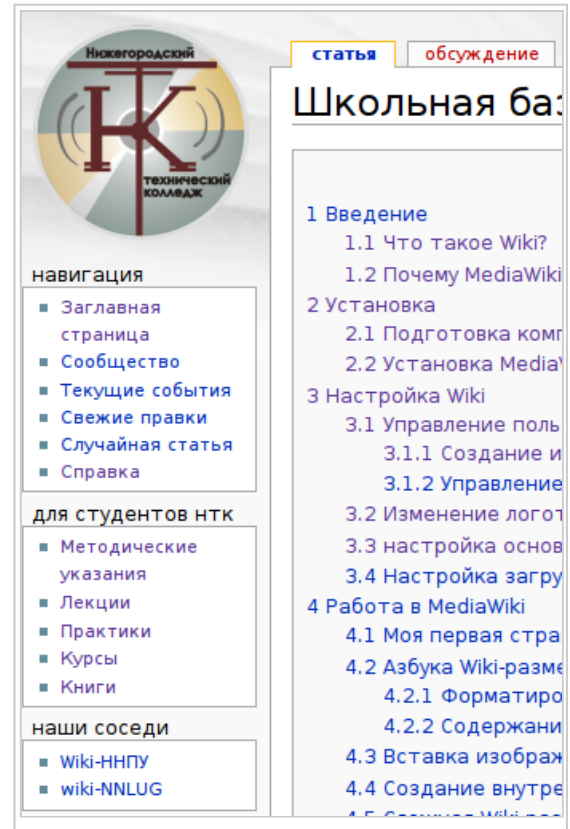 Нижегородский
НТК
технический
колледж
навигация
Заглавная
страница
Сообщество
Текущие события
Свежие правки
Случайная статья
Справка
для студентов нтк
Методические
указания
Лекции
Практики
Курсы
Книги
наши соседи
Wiki-ННПУ
wiki-NNLUG
статья обсуждение
Школьная баз
1 Введение
1.1 Что такое Wiki?
1.2 Почему MediaWiki
2 Установка
2.1 Подготовка комп
2.2 Установка MediaW
3 Настройка Wiki
3.1 Управление поль
3.1.1 Создание и
3.1.2 Управление
3.2 Изменение логот
3.3 настройка основ
3.4 Настройка загру
4 Работа в MediaWiki
4.1 Моя первая стра
4.2 Азбука Wiki-разме
4.2.1 Форматиро
4.2.2 Содержани
4.3 Вставка изображ
4.4 Создание внутре